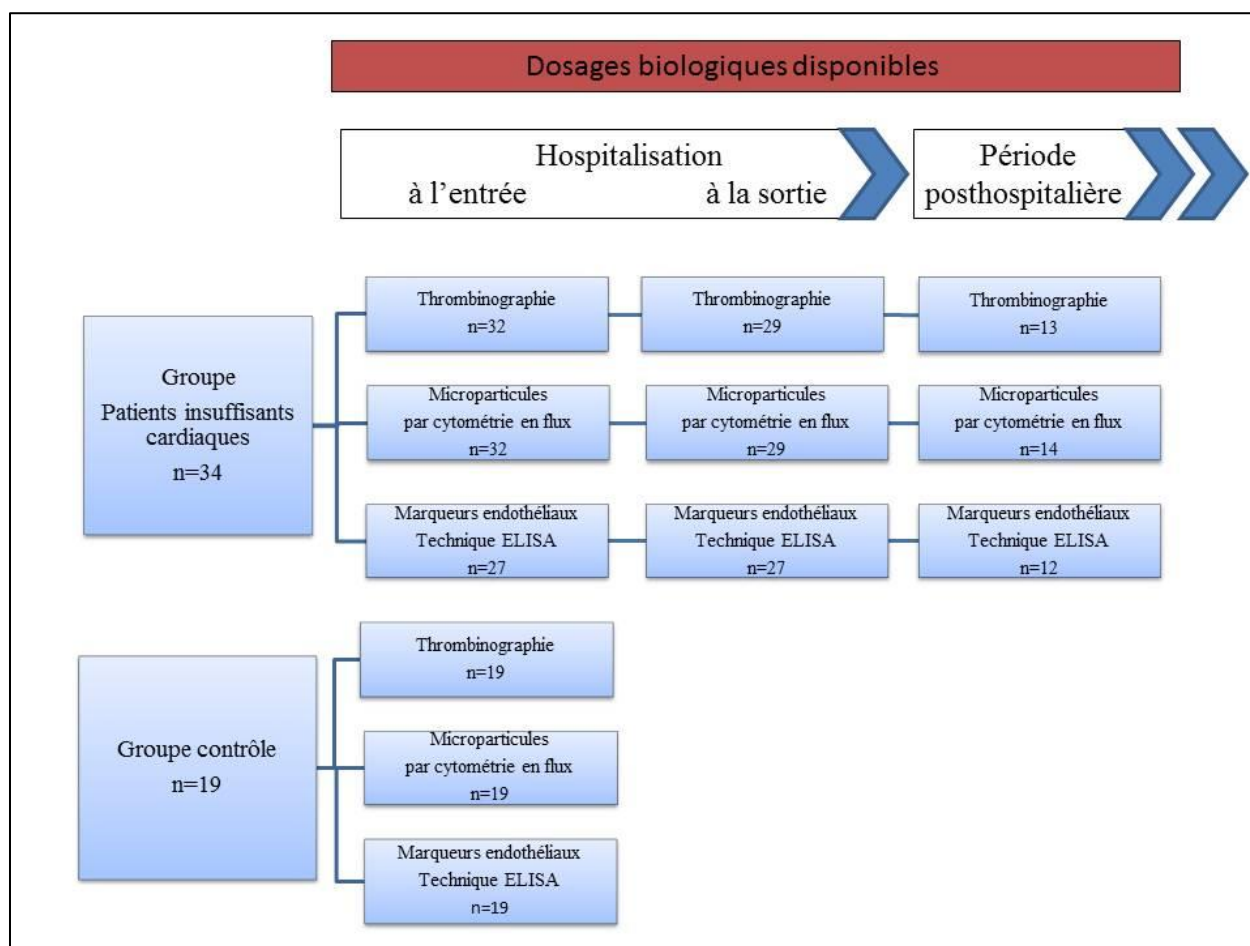 Dosages biologiques disponibles
Hospitalisation
à l’entrée
à la sortie
Période
posthospitalière
Groupe
Patients insuffisants
cardiaques
n=34
Thrombinographie
n=32
Thrombinographie
n=29
Thrombinographie
n=13
Microparticules
par cytométrie en flux
n=32
Microparticules
par cytométrie en flux
n=29
Microparticules
par cytométrie en flux
n=14
Marqueurs endothéliaux
Technique ELISA
n=27
Marqueurs endothéliaux
Technique ELISA
n=27
Marqueurs endothéliaux
Technique ELISA
n=12
Groupe contrôle
n=19
Thrombinographie
n=19
Microparticules
par cytométrie en flux
n=19
Marqueurs endothéliaux
Technique ELISA
n=19